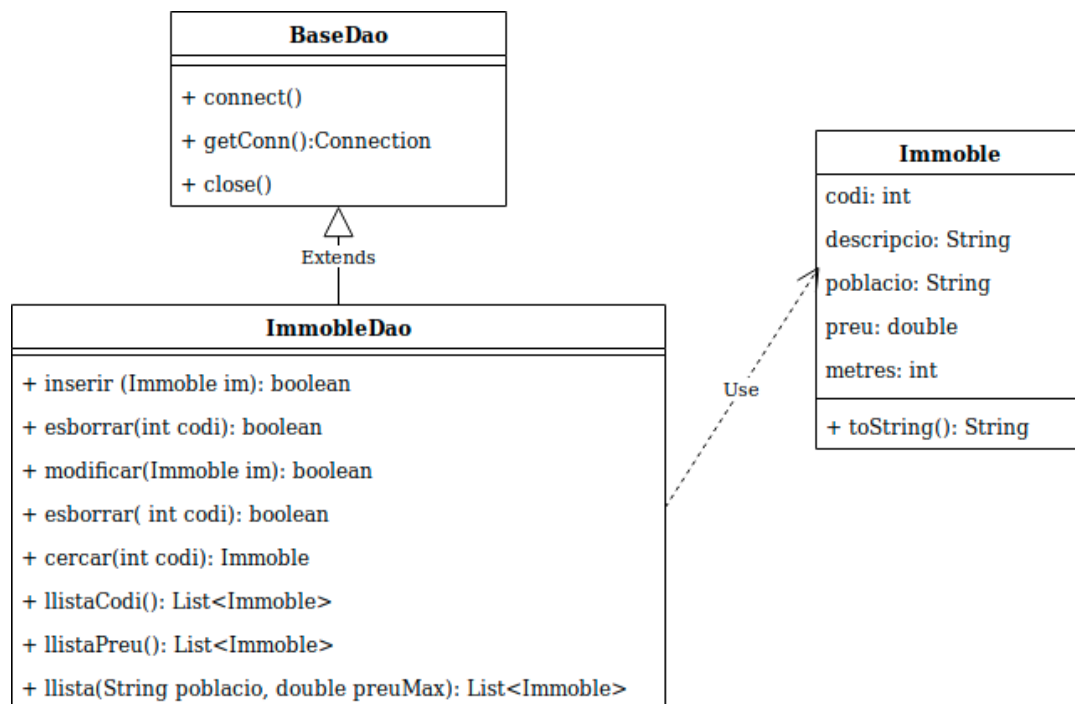 BaseDao
+ connect()
+ getConn():Connection
+ close()
Extends
ImmobleDao
+ inserir (Immoble im): boolean
+ esborrar(int codi): boolean
+ modificar(Immoble im): boolean
+ esborrar( int codi): boolean
+ cercar(int codi): Immoble
+ llistaCodi(): List<Immoble>
+ llistaPreu(): List<Immoble>
+ llista(String poblacio, double preuMax): List<Immoble>
Use
Immoble
codi: int
descripcio: String
poblacio: String
preu: double
metres: int
+ toString(): String